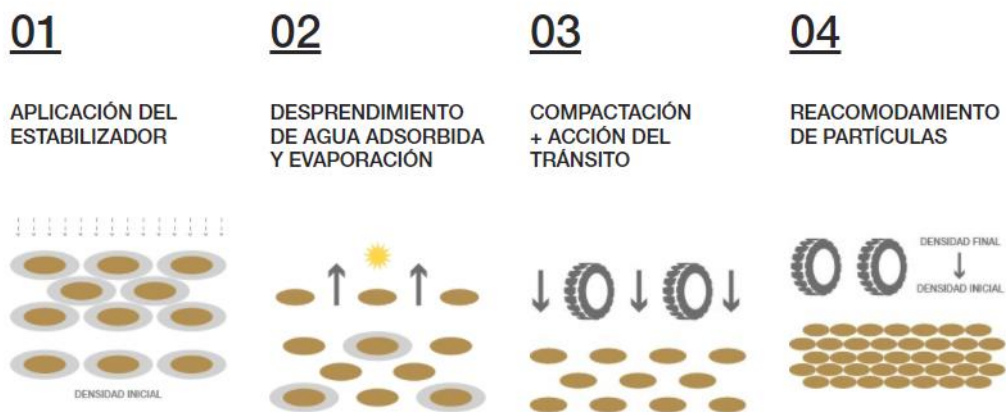 01
APLICACIÓN DEL
ESTABILIZADOR
DENSIDAD INICIAL
02
DESPRENDIMIENTO
DE AGUA ADSORBIDA
Y EVAPORACIÓN
03
COMPACTACIÓN
+ ACCIÓN DEL
TRÁNSITO
04
REACOMODAMIENTO
DE PARTÍCULAS
DENSIDAD FINAL
DENSIDAD INICIAL